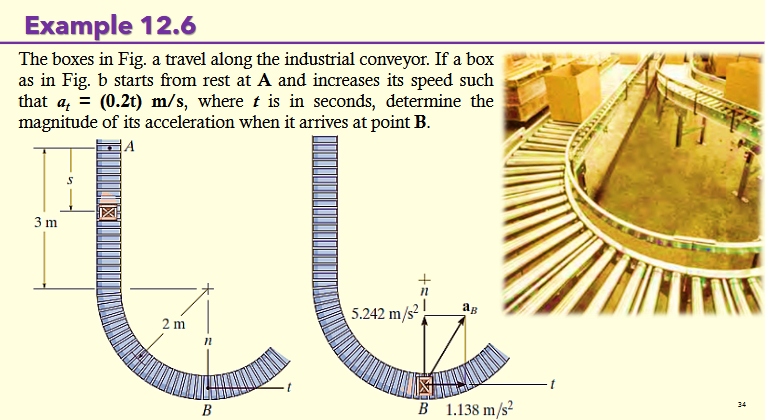 Example 12.6
The boxes in Fig. a travel along the industrial conveyor. If a box
as in Fig. b starts from rest at A and increases its speed such
that at = (0.2t) m/s, where t is in seconds, determine the
magnitude of its acceleration when it arrives at point B.
A
s
3 m
2 m
n
t
B
n
5.242 m/s²
aB
t
B 1.138 m/s²
34